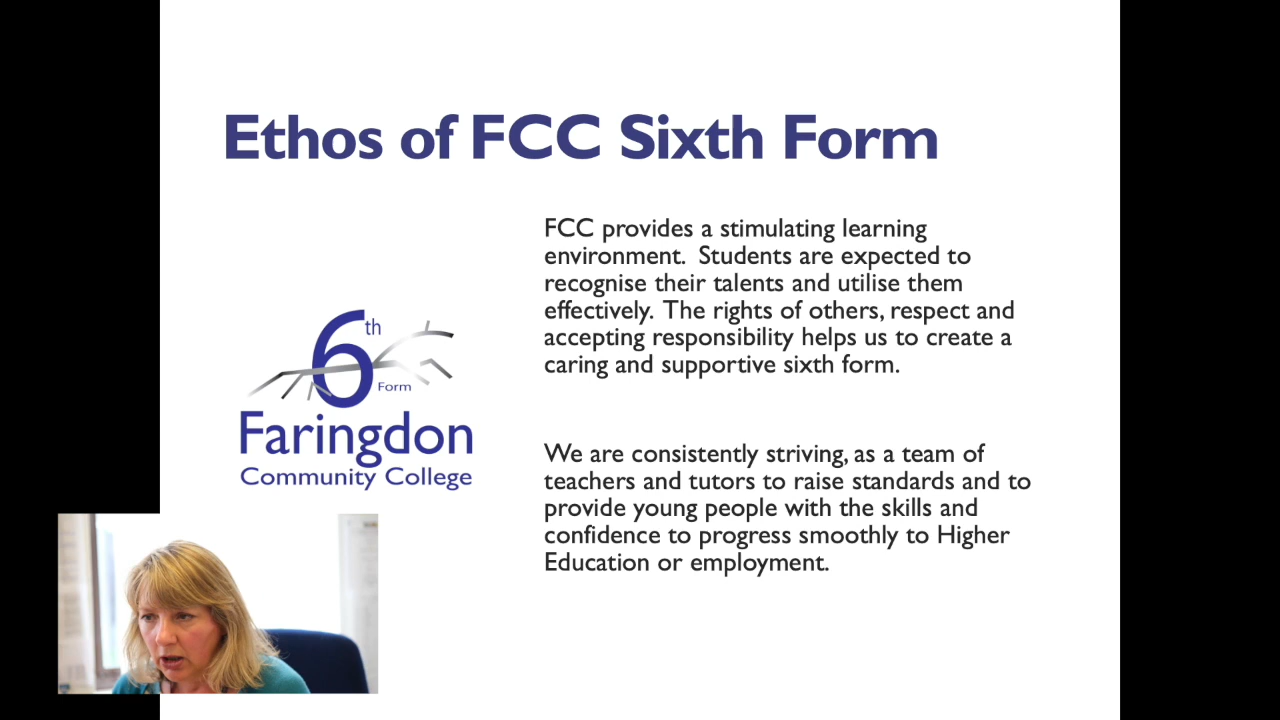 Ethos of FCC Sixth Form
FCC provides a stimulating learning
environment.  Students are expected to
recognise their talents and utilise them
effectively. The rights of others, respect and
accepting responsibility helps us to create a
caring and supportive sixth form.
6th
Form
Faringdon
Community College
We are consistently striving, as a team of
teachers and tutors to raise standards and to
provide young people with the skills and
confidence to progress smoothly to Higher
Education or employment.